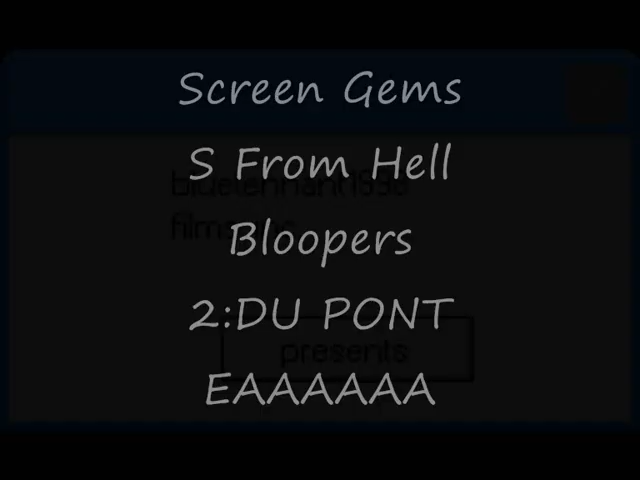 Screen Gems
S From Hell
Bloopers
2:DU PONT
EAAAAAA
presents